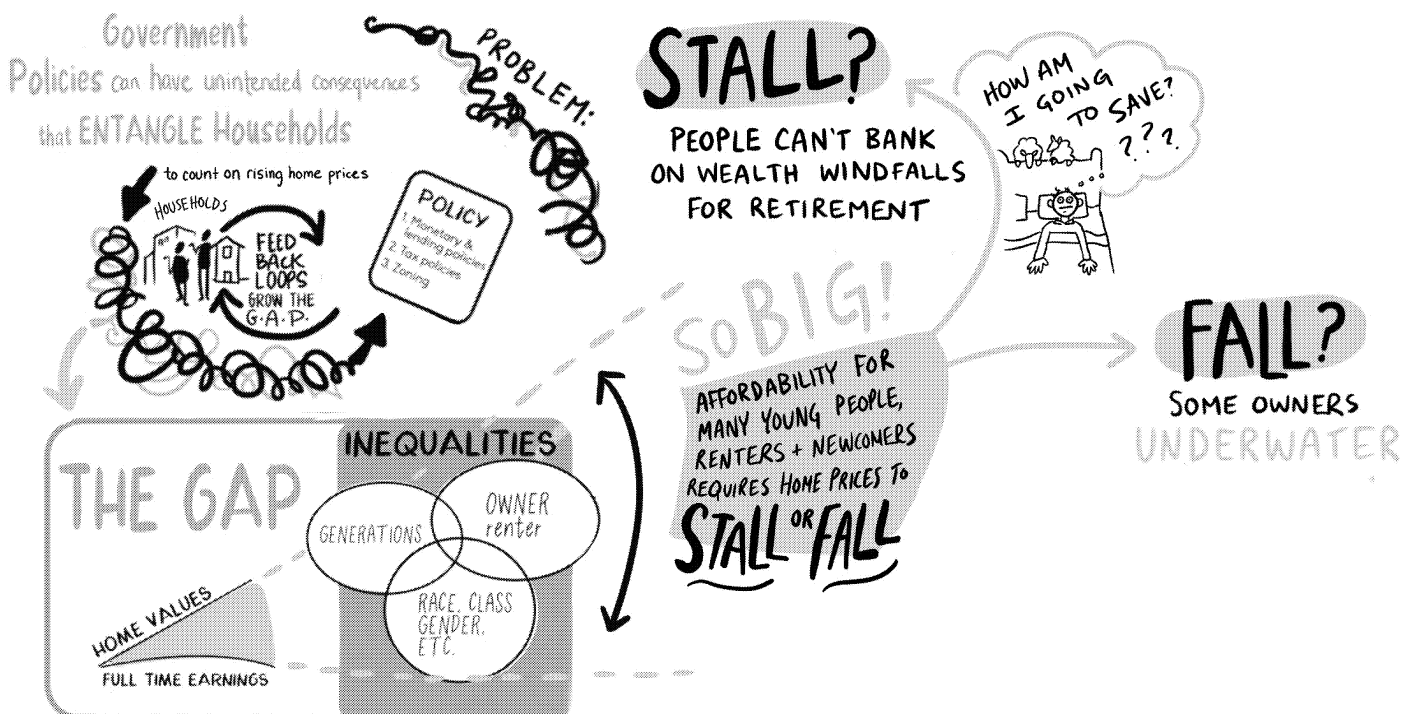 Government
Policies can have unintended consequences
that ENTANGLE Households
to count on rising home prices
HOUSEHOLDS
FEED
BACK
LOOPS
GROW THE
G.A.P.
PROBLEM:
POLICY
1. Monetary &
lending policies
2. Tax policies
3. Zoning
THE GAP
HOME VALUES
FULL TIME EARNINGS
INEQUALITIES
GENERATIONS
OWNER
renter
RACE, CLASS
GENDER,
ETC.
SO BIG!
AFFORDABILITY FOR
MANY YOUNG PEOPLE,
RENTERS + NEWCOMERS
REQUIRES HOME PRICES TO
STALL OR FALL
STALL?
PEOPLE CAN'T BANK
ON WEALTH WINDFALLS
FOR RETIREMENT
HOW AM
I GOING
TO SAVE?
???
FALL?
SOME OWNERS
UNDERWATER